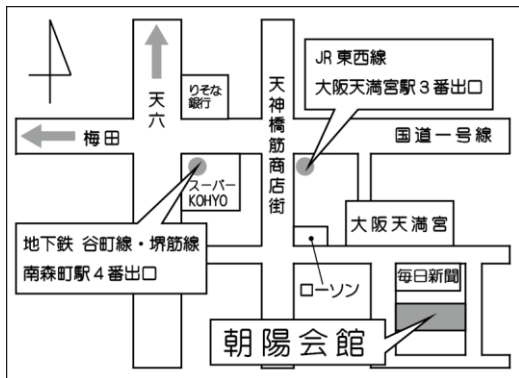 天六
りそな
銀行
天神橋筋商店街
JR 東西線
大阪天満宮駅3番出口
梅田
国道一号線
スーパー
KOHYO
地下鉄 谷町線・堺筋線
南森町駅4番出口
大阪天満宮
ローソン
毎日新聞
朝陽会館